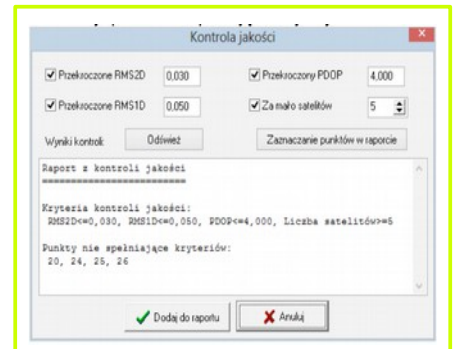 Kontrola jakości
Przekroczone RMS2D 0,030 Przekroczony PDOP 4,000
Przekroczone RMS1D 0,050 Za mało satelitów 5
Wyniki kontroli: Odśwież Zaznaczanie punktów w raporcie
Raport z kontroli jakości
=========================
Kryteria kontroli jakości:
RMS2D<=0,030, RMS1D<=0,050, PDOP<=4,000, Liczba satelitów>=5
Punkty nie spełniające kryteriów:
20, 24, 25, 26
Dodaj do raportu Anuluj